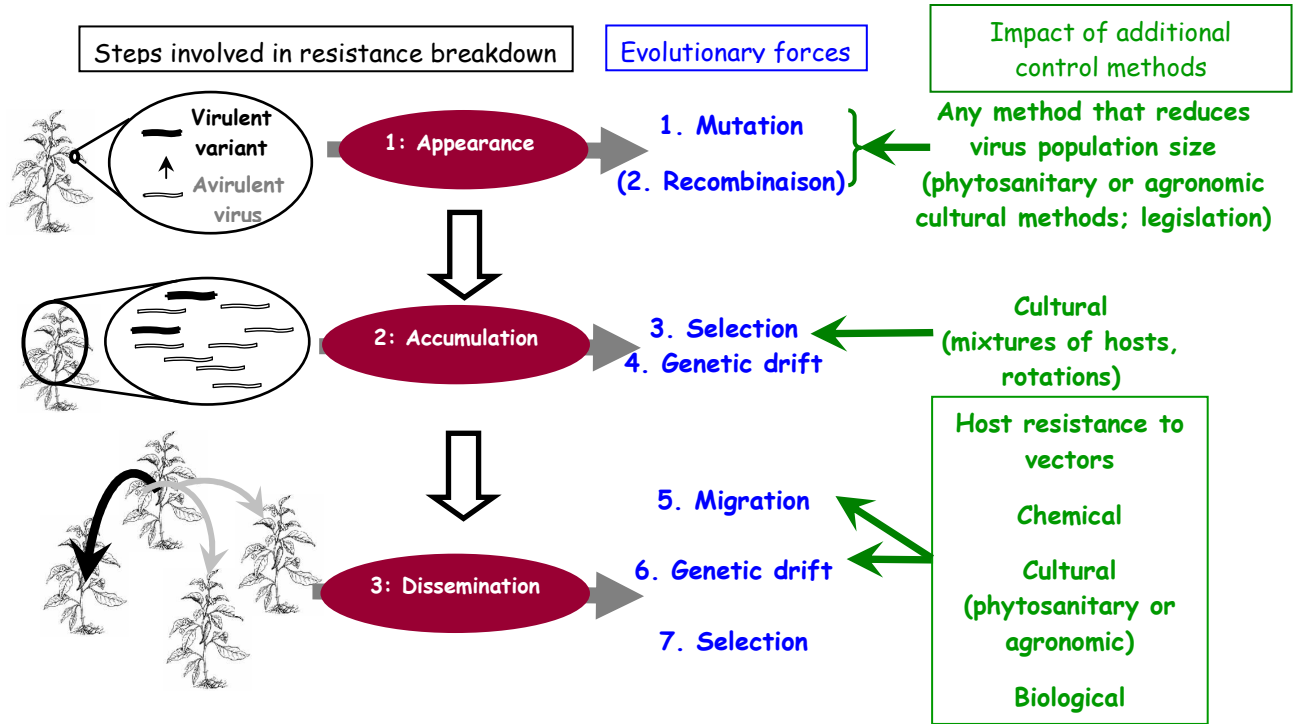 Steps involved in resistance breakdown
Evolutionary forces
Impact of additional
control methods
Virulent
variant
Avirulent
virus
1: Appearance
1. Mutation
(2. Recombinaison)
Any method that reduces
virus population size
(phytosanitary or agronomic
cultural methods; legislation)
2: Accumulation
3. Selection
4. Genetic drift
Cultural
(mixtures of hosts,
rotations)
3: Dissemination
5. Migration
6. Genetic drift
7. Selection
Host resistance to
vectors
Chemical
Cultural
(phytosanitary or
agronomic)
Biological